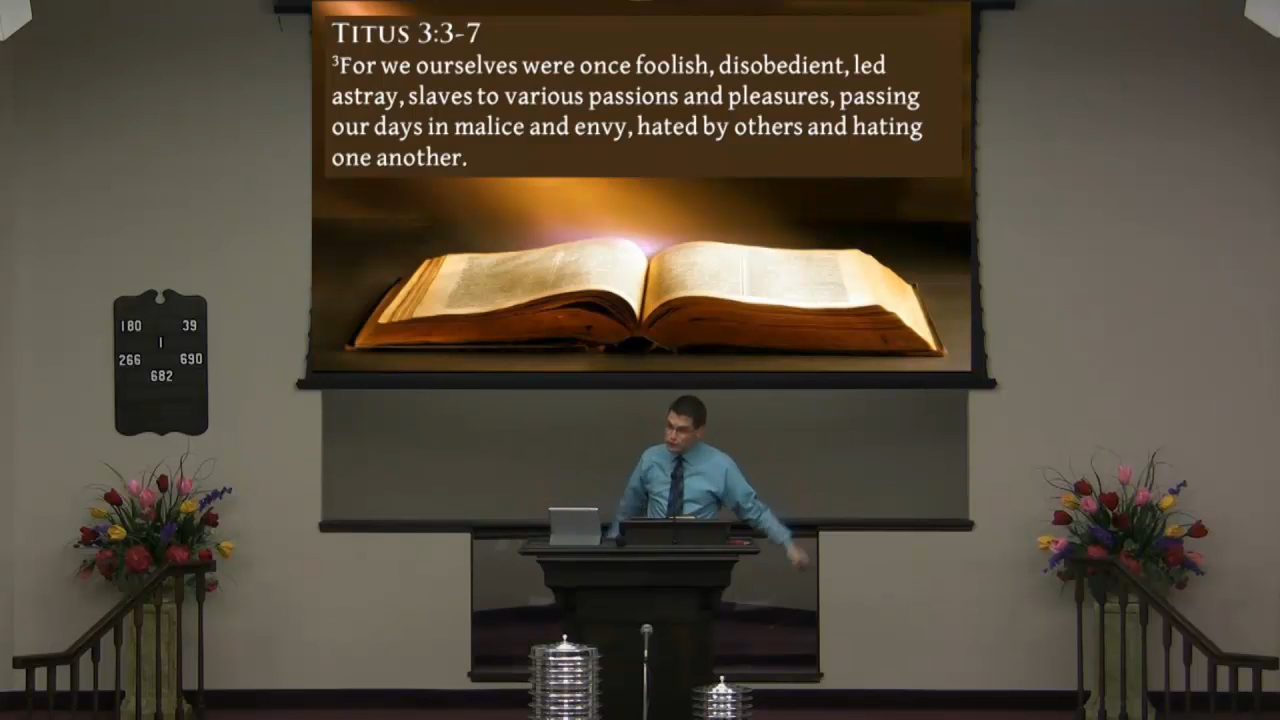 TITUS 3:3-7
³For we ourselves were once foolish, disobedient, led
astray, slaves to various passions and pleasures, passing
our days in malice and envy, hated by others and hating
one another.
180 39
1
266 690
682